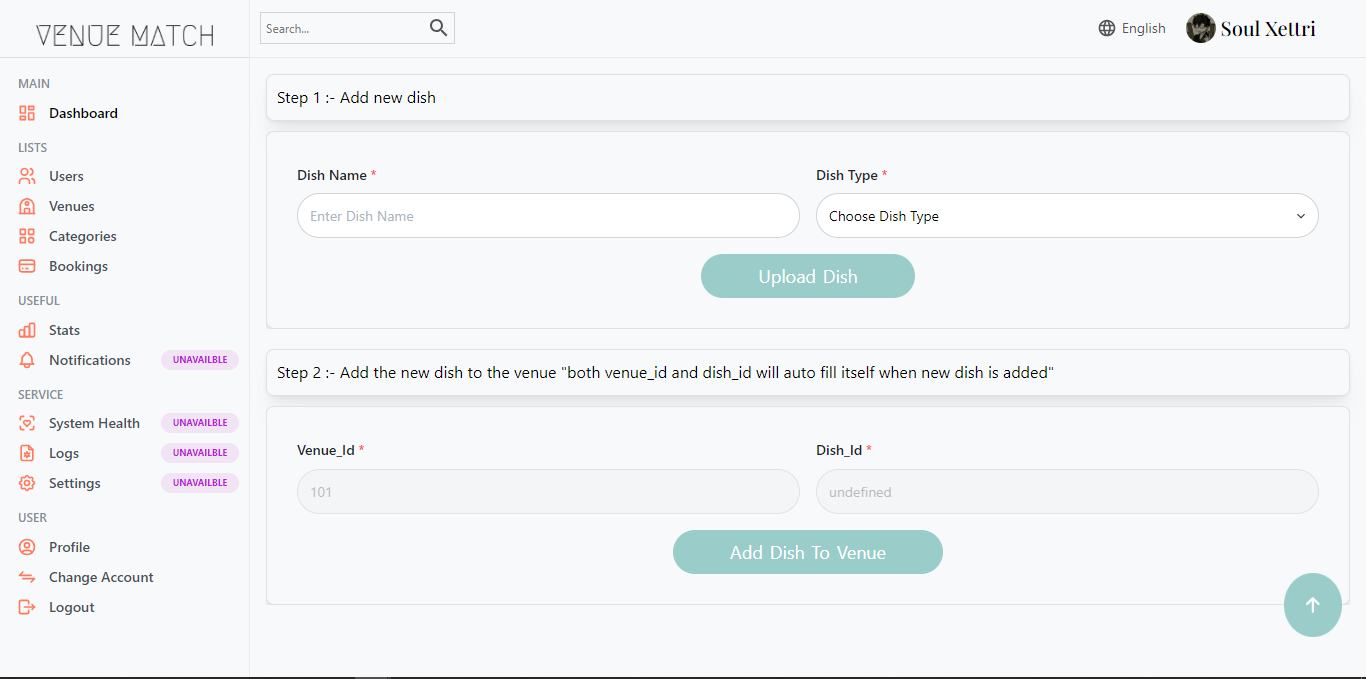 VENUE MATCH
Search...
English
Soul Xettri
MAIN
Dashboard
LISTS
Users
Venues
Categories
Bookings
USEFUL
Stats
Notifications UNAVAILBLE
SERVICE
System Health UNAVAILBLE
Logs UNAVAILBLE
Settings UNAVAILBLE
USER
Profile
Change Account
Logout
Step 1 :- Add new dish
Dish Name * Dish Type *
Enter Dish Name Choose Dish Type
Upload Dish
Step 2 :- Add the new dish to the venue "both venue_id and dish_id will auto fill itself when new dish is added"
Venue_Id * Dish_Id *
101 undefined
Add Dish To Venue